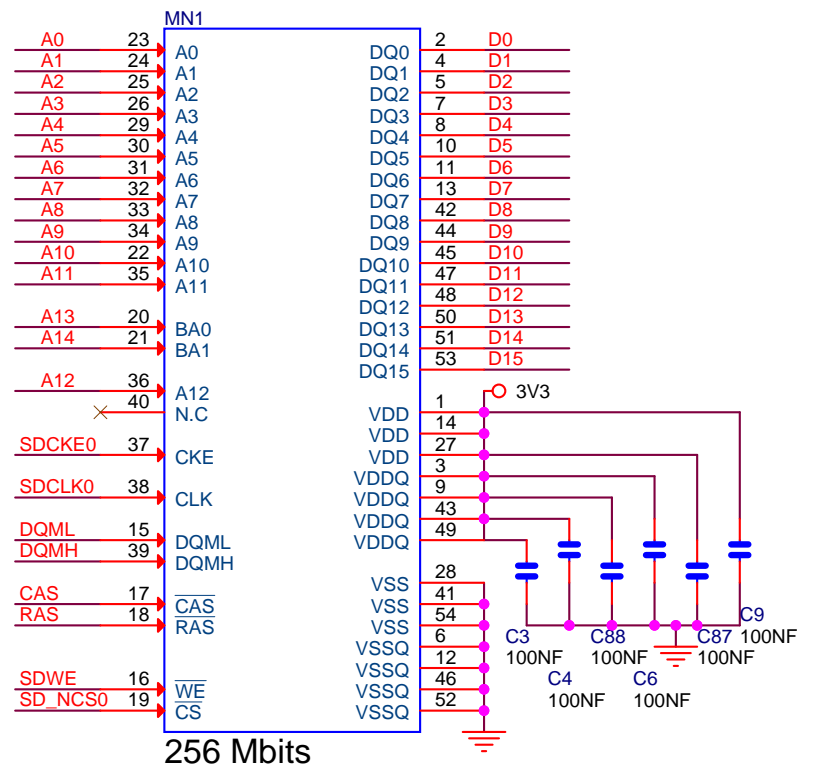 MN1
A0 23 A0 DQ0 2 D0
A1 24 A1 DQ1 4 D1
A2 25 A2 DQ2 5 D2
A3 26 A3 DQ3 7 D3
A4 29 A4 DQ4 8 D4
A5 30 A5 DQ5 10 D5
A6 31 A6 DQ6 11 D6
A7 32 A7 DQ7 13 D7
A8 33 A8 DQ8 42 D8
A9 34 A9 DQ9 44 D9
A10 22 A10 DQ10 45 D10
A11 35 A11 DQ11 47 D11
DQ12 48 D12
A13 20 BA0 DQ13 50 D13
A14 21 BA1 DQ14 51 D14
DQ15 53 D15
A12 36 A12 3V3
40 N.C VDD 1
VDD 14
SDCKE0 37 CKE VDD 27
VDDQ 3
SDCLK0 38 CLK VDDQ 9
VDDQ 43
DQML 15 DQML VDDQ 49
DQMH 39 DQMH
VSS 28
CAS 17 CAS VSS 41
RAS 18 RAS VSS 54
VSSQ 6
VSSQ 12
SDWE 16 WE VSSQ 46
SD_NCS0 19 CS VSSQ 52
C9
100NF
C3 C88 C87
100NF 100NF 100NF
C4 C6
100NF 100NF
256 Mbits